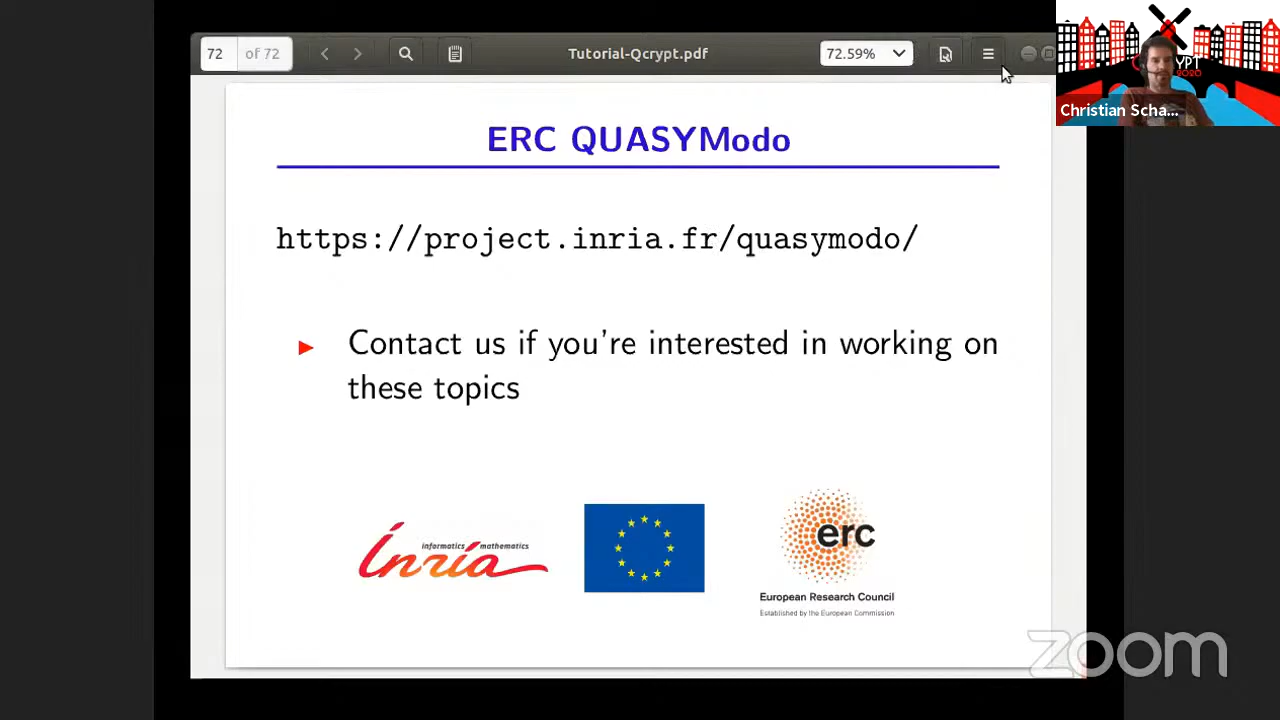 72 of 72
Tutorial-Qcrypt.pdf
72.59%
Christian Scha...
2020
ERC QUASYModo
https://project.inria.fr/quasymodo/
Contact us if you're interested in working on
these topics
informatics mathematics
inria
erc
European Research Council
Established by the European Commission
zoom